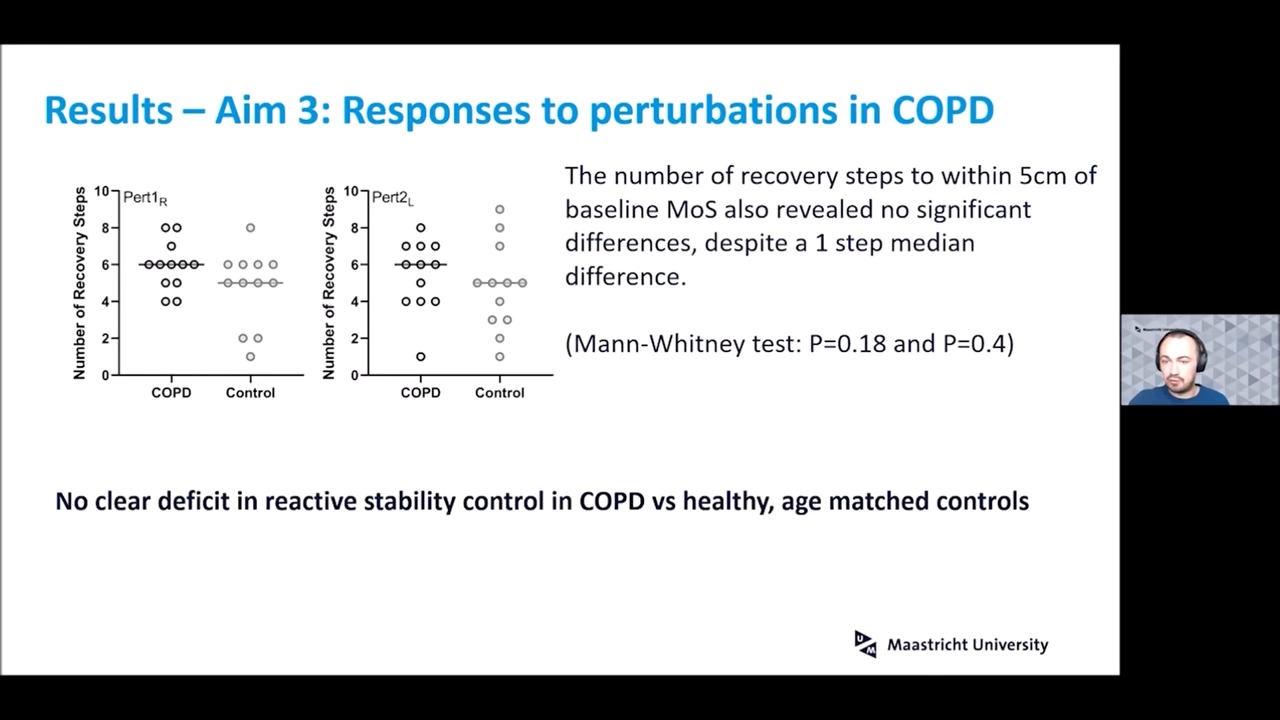 Results – Aim 3: Responses to perturbations in COPD
Number of Recovery Steps
10
8
6
4
2
0
Pert1R
COPD
Control
Number of Recovery Steps
10
8
6
4
2
0
Pert2L
COPD
Control
The number of recovery steps to within 5cm of
baseline MoS also revealed no significant
differences, despite a 1 step median
difference.
(Mann-Whitney test: P=0.18 and P=0.4)
No clear deficit in reactive stability control in COPD vs healthy, age matched controls
UM
Maastricht University
Maastricht University